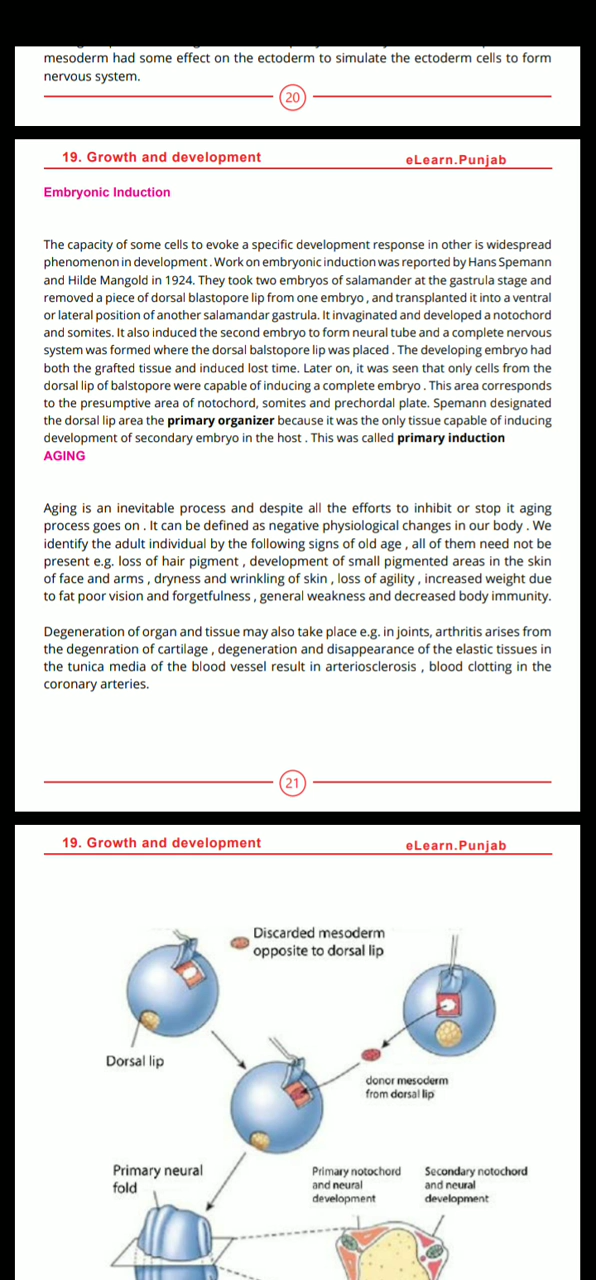 mesoderm had some effect on the ectoderm to simulate the ectoderm cells to form
nervous system.
20
19. Growth and development
eLearn.Punjab
Embryonic Induction
The capacity of some cells to evoke a specific development response in other is widespread
phenomenon in development . Work on embryonic induction was reported by Hans Spemann
and Hilde Mangold in 1924. They took two embryos of salamander at the gastrula stage and
removed a piece of dorsal blastopore lip from one embryo , and transplanted it into a ventral
or lateral position of another salamandar gastrula. It invaginated and developed a notochord
and somites. It also induced the second embryo to form neural tube and a complete nervous
system was formed where the dorsal balstopore lip was placed . The developing embryo had
both the grafted tissue and induced lost time. Later on, it was seen that only cells from the
dorsal lip of balstopore were capable of inducing a complete embryo . This area corresponds
to the presumptive area of notochord, somites and prechordal plate. Spemann designated
the dorsal lip area the primary organizer because it was the only tissue capable of inducing
development of secondary embryo in the host . This was called primary induction
AGING
Aging is an inevitable process and despite all the efforts to inhibit or stop it aging
process goes on . It can be defined as negative physiological changes in our body . We
identify the adult individual by the following signs of old age , all of them need not be
present e.g. loss of hair pigment , development of small pigmented areas in the skin
of face and arms , dryness and wrinkling of skin , loss of agility , increased weight due
to fat poor vision and forgetfulness , general weakness and decreased body immunity.
Degeneration of organ and tissue may also take place e.g. in joints, arthritis arises from
the degenration of cartilage , degeneration and disappearance of the elastic tissues in
the tunica media of the blood vessel result in arteriosclerosis , blood clotting in the
coronary arteries.
21
19. Growth and development
eLearn.Punjab
Discarded mesoderm
opposite to dorsal lip
Dorsal lip
donor mesoderm
from dorsal lip
Primary neural
fold
Primary notochord
and neural
development
Secondary notochord
and neural
development